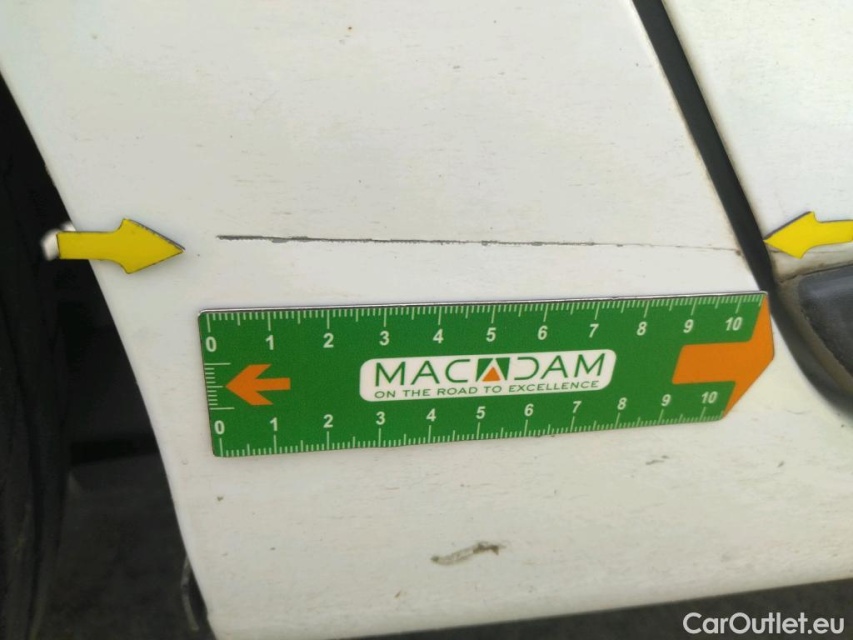 0 1 2 3 4 5 6 7 8 9 10
MACADAM
ON THE ROAD TO EXCELLENCE
0 1 2 3 4 5 6 7 8 9 10
CarOutlet.eu